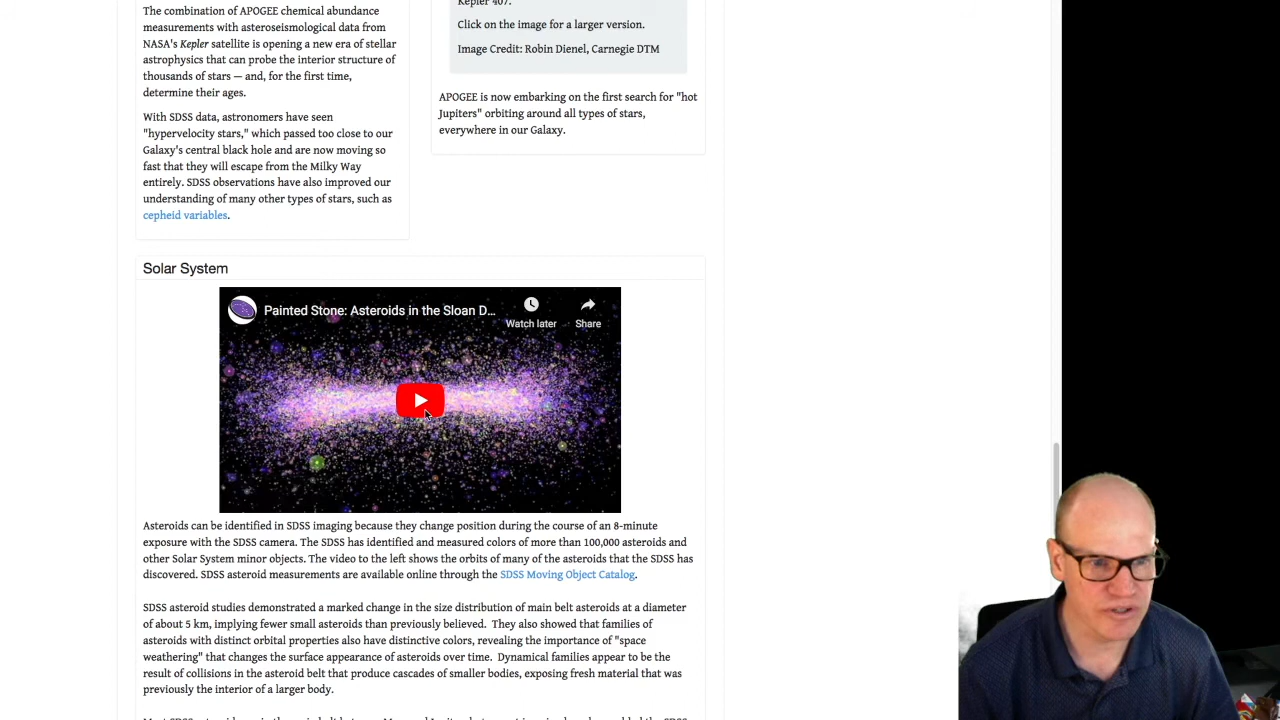 The combination of APOGEE chemical abundance
measurements with asteroseismological data from
NASA's Kepler satellite is opening a new era of stellar
astrophysics that can probe the interior structure of
thousands of stars — and, for the first time,
determine their ages.
With SDSS data, astronomers have seen
"hypervelocity stars," which passed too close to our
Galaxy's central black hole and are now moving so
fast that they will escape from the Milky Way
entirely. SDSS observations have also improved our
understanding of many other types of stars, such as
cepheid variables.
Kepler 407.
Click on the image for a larger version.
Image Credit: Robin Dienel, Carnegie DTM
APOGEE is now embarking on the first search for "hot
Jupiters" orbiting around all types of stars,
everywhere in our Galaxy.
Solar System
Painted Stone: Asteroids in the Sloan D...
Watch later
Share
Asteroids can be identified in SDSS imaging because they change position during the course of an 8-minute
exposure with the SDSS camera. The SDSS has identified and measured colors of more than 100,000 asteroids and
other Solar System minor objects. The video to the left shows the orbits of many of the asteroids that the SDSS has
discovered. SDSS asteroid measurements are available online through the SDSS Moving Object Catalog.
SDSS asteroid studies demonstrated a marked change in the size distribution of main belt asteroids at a diameter
of about 5 km, implying fewer small asteroids than previously believed. They also showed that families of
asteroids with distinct orbital properties also have distinctive colors, revealing the importance of "space
weathering" that changes the surface appearance of asteroids over time. Dynamical families appear to be the
result of collisions in the asteroid belt that produce cascades of smaller bodies, exposing fresh material that was
previously the interior of a larger body.